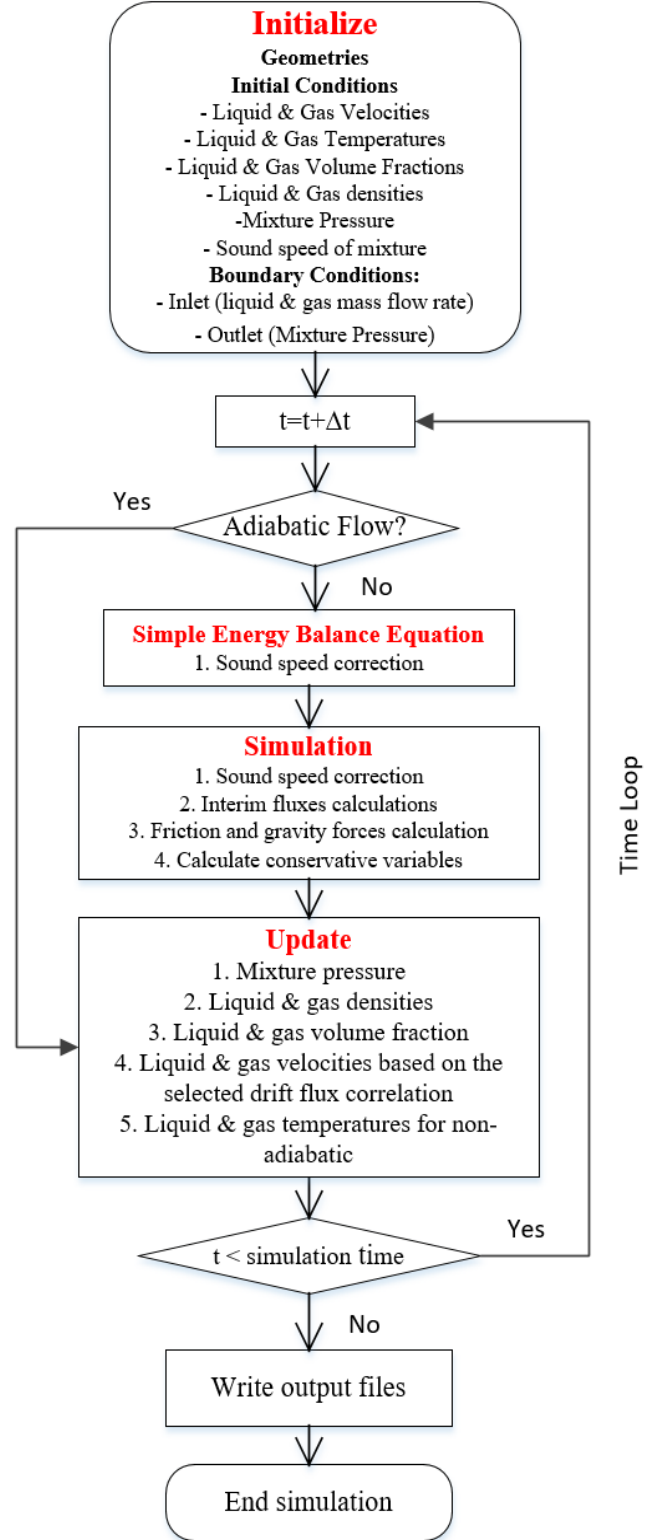 Initialize
Geometries
Initial Conditions
- Liquid & Gas Velocities
- Liquid & Gas Temperatures
- Liquid & Gas Volume Fractions
- Liquid & Gas densities
-Mixture Pressure
- Sound speed of mixture
Boundary Conditions:
- Inlet (liquid & gas mass flow rate)
- Outlet (Mixture Pressure)
t=t+Δt
Yes
Adiabatic Flow?
No
Simple Energy Balance Equation
1. Sound speed correction
Simulation
1. Sound speed correction
2. Interim fluxes calculations
3. Friction and gravity forces calculation
4. Calculate conservative variables
Time Loop
Update
1. Mixture pressure
2. Liquid & gas densities
3. Liquid & gas volume fraction
4. Liquid & gas velocities based on the
selected drift flux correlation
5. Liquid & gas temperatures for non-
adiabatic
Yes
t < simulation time
No
Write output files
End simulation